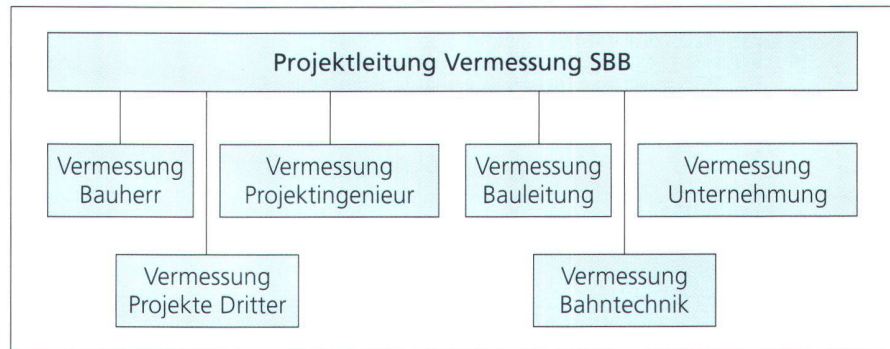 Projektleitung Vermessung SBB
Vermessung
Bauherr
Vermessung
Projektingenieur
Vermessung
Bauleitung
Vermessung
Unternehmung
Vermessung
Projekte Dritter
Vermessung
Bahntechnik